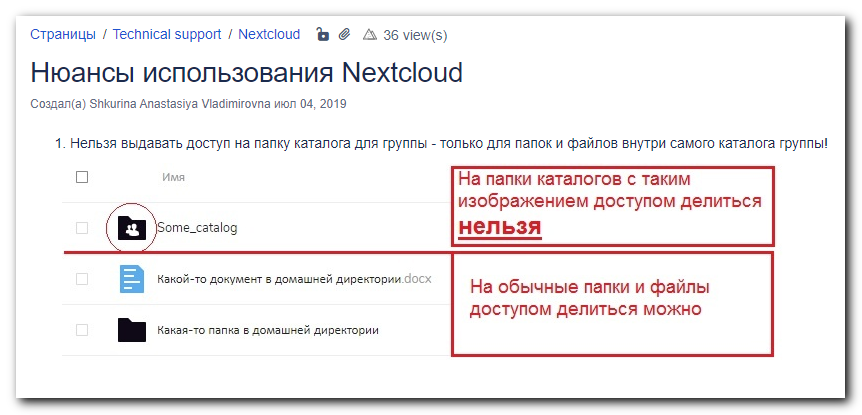 Страницы / Technical support / Nextcloud 36 view(s)
Нюансы использования Nextcloud
Создал(а) Shkurina Anastasiya Vladimirovna июл 04, 2019
1. Нельзя выдавать доступ на папку каталога для группы - только для папок и файлов внутри самого каталога группы!
Имя
На папки каталогов с таким
изображением доступом делиться
нельзя
Some_catalog
Какой-то документ в домашней директории.docx
На обычные папки и файлы
доступом делиться можно
Какая-то папка в домашней директории